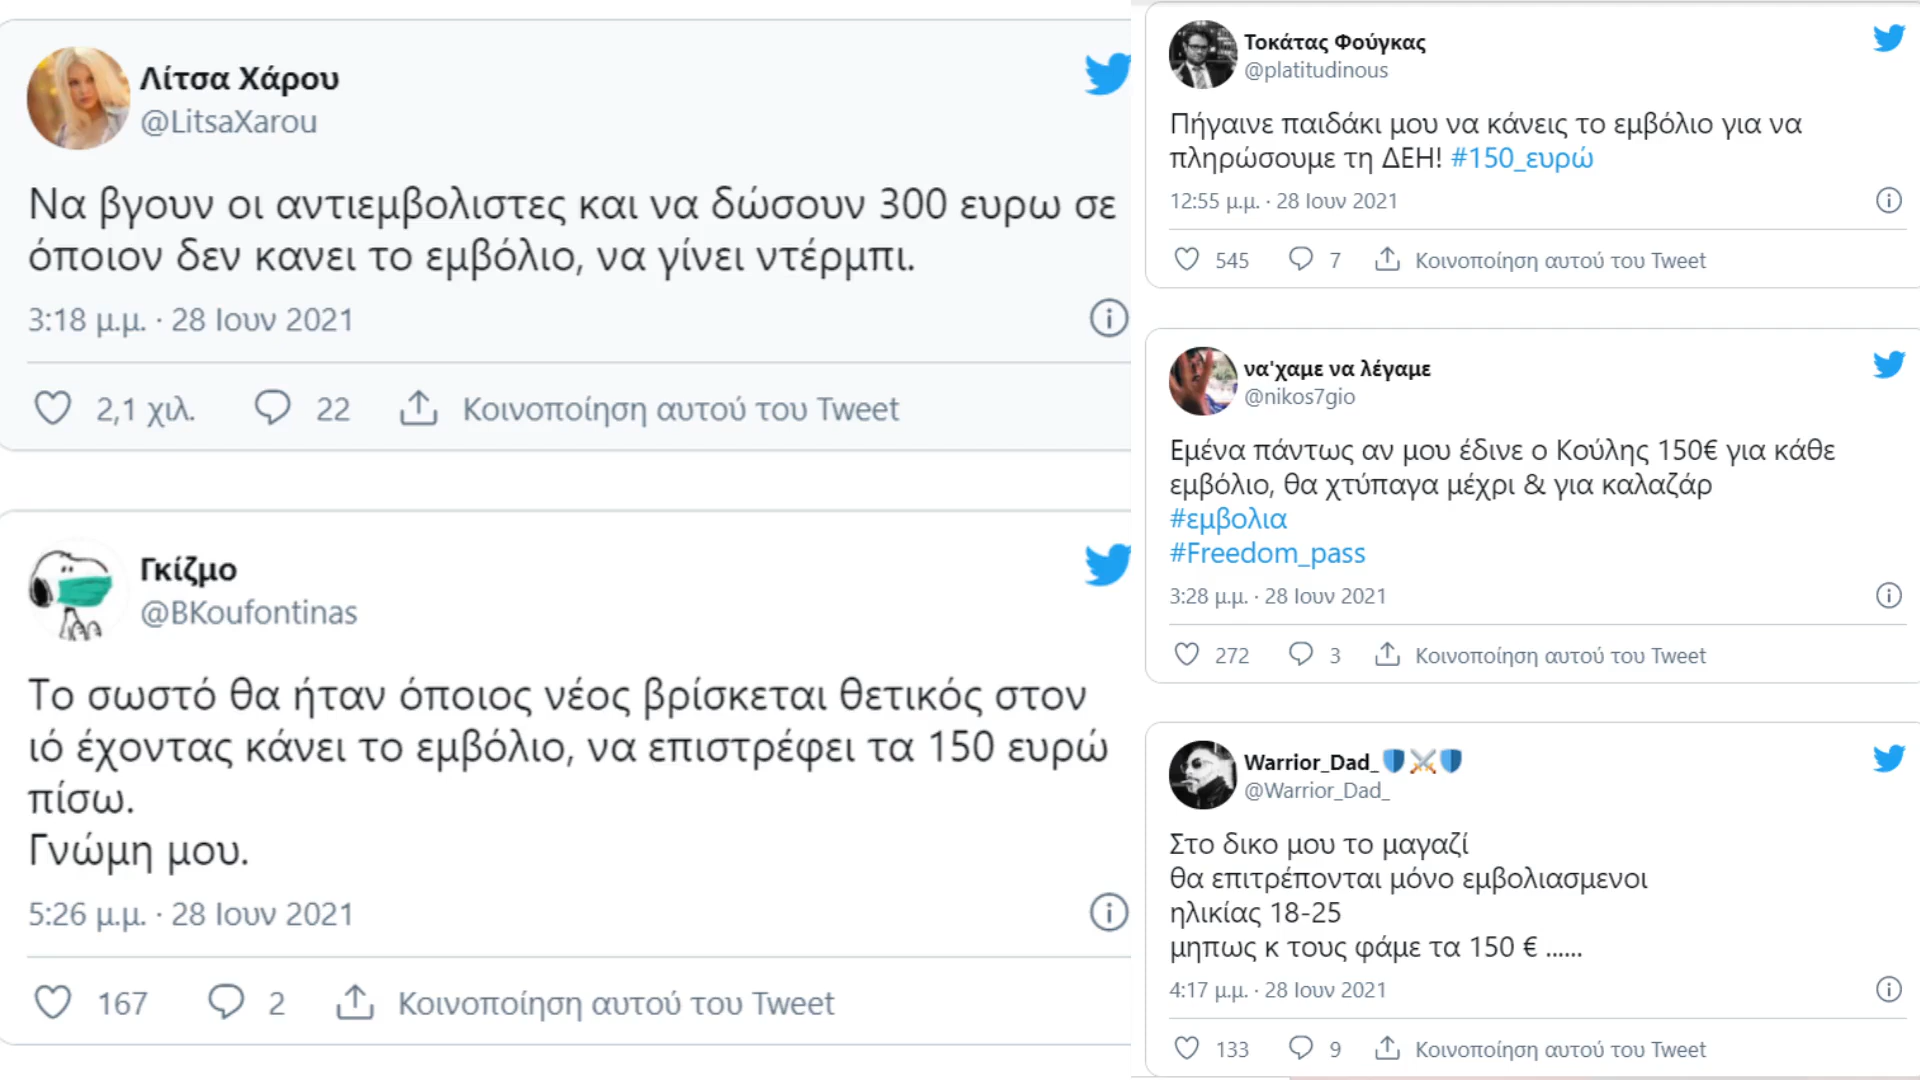 Λίτσα Χάρου
@LitsaXarou
Να βγουν οι αντιεμβολιστες και να δώσουν 300 ευρω σε
όποιον δεν κανει το εμβόλιο, να γίνει ντέρμπι.
3:18 μ.μ. · 28 Ιουν 2021
2,1 χιλ. 22 Κοινοποίηση αυτού του Tweet
Γκίζμο
@BKoufontinas
Το σωστό θα ήταν όποιος νέος βρίσκεται θετικός στον
ιό έχοντας κάνει το εμβόλιο, να επιστρέφει τα 150 ευρώ
πίσω.
Γνώμη μου.
5:26 μ.μ. · 28 Ιουν 2021
167 2 Κοινοποίηση αυτού του Tweet
Τοκάτας Φούγκας
@platitudinous
Πήγαινε παιδάκι μου να κάνεις το εμβόλιο για να
πληρώσουμε τη ΔΕΗ! #150_ευρώ
12:55 μ.μ. · 28 Ιουν 2021
545 7 Κοινοποίηση αυτού του Tweet
να'χαμε να λέγαμε
@nikos7gio
Εμένα πάντως αν μου έδινε ο Κούλης 150€ για κάθε
εμβόλιο, θα χτύπαγα μέχρι & για καλαζάρ
#εμβολια
#Freedom_pass
3:28 μ.μ. · 28 Ιουν 2021
272 3 Κοινοποίηση αυτού του Tweet
Warrior_Dad_🛡️⚔️🛡️
@Warrior_Dad_
Στο δικο μου το μαγαζί
θα επιτρέπονται μόνο εμβολιασμενοι
ηλικίας 18-25
μηπως κ τους φάμε τα 150 € ......
4:17 μ.μ. · 28 Ιουν 2021
133 9 Κοινοποίηση αυτού του Tweet